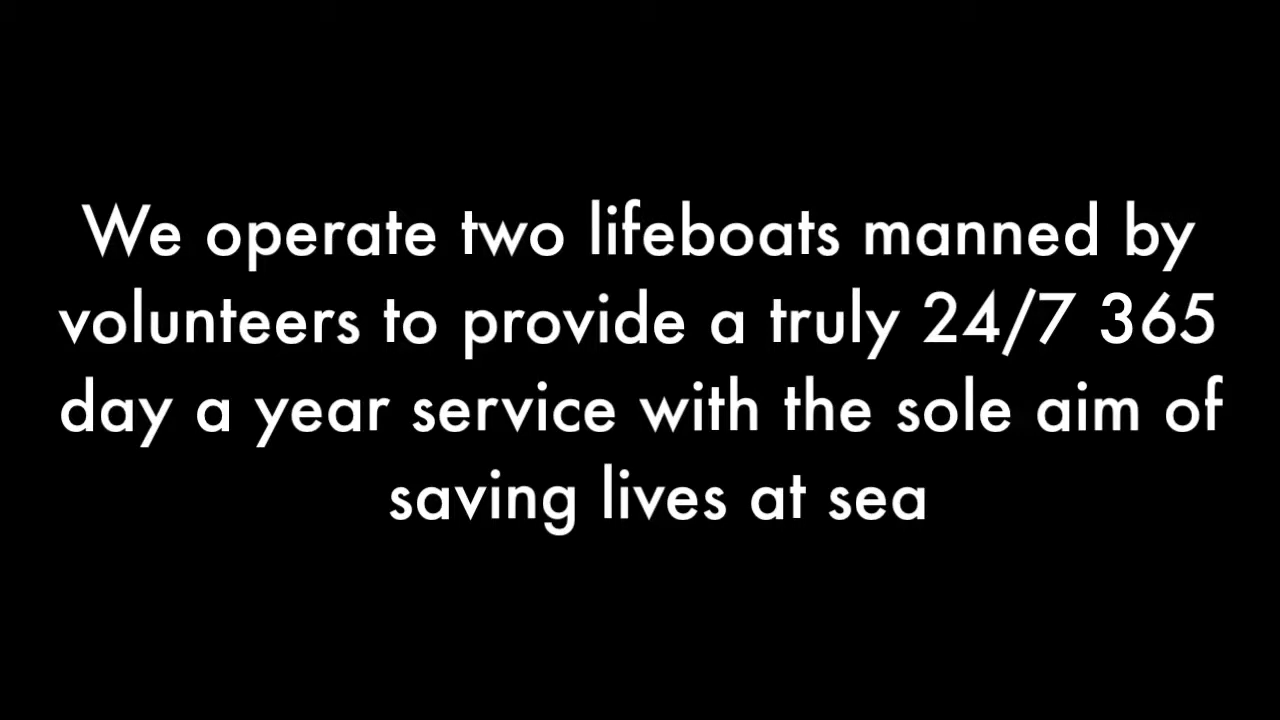 We operate two lifeboats manned by
volunteers to provide a truly 24/7 365
day a year service with the sole aim of
saving lives at sea